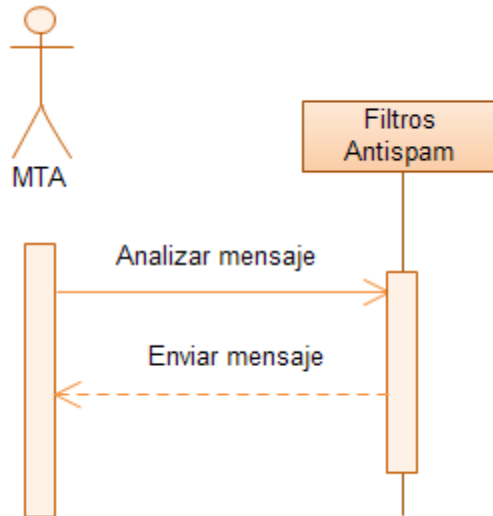 Filtros
Antispam
MTA
Analizar mensaje
Enviar mensaje